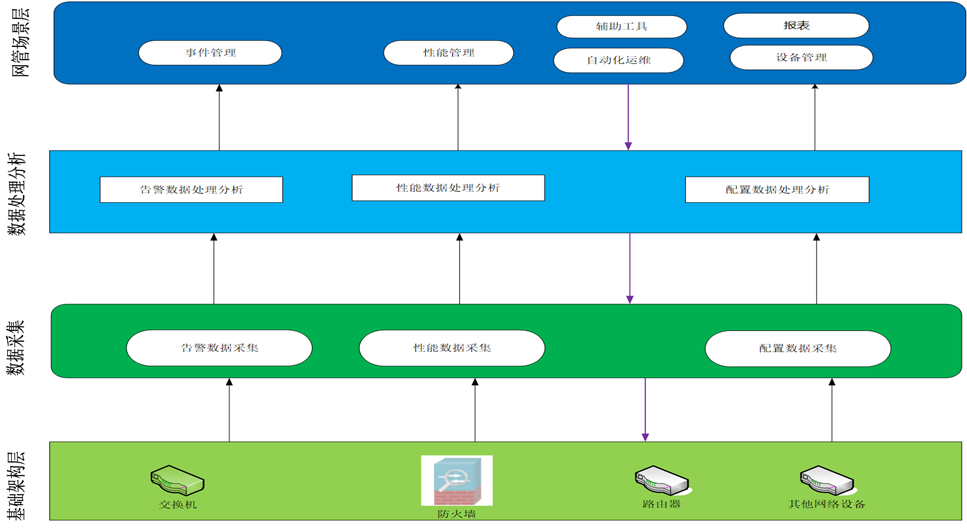 网管场景层
事件管理
性能管理
辅助工具
自动化运维
报表
设备管理
数据处理分析
告警数据处理分析
性能数据处理分析
配置数据处理分析
数据采集
告警数据采集
性能数据采集
配置数据采集
基础架构层
交换机
防火墙
路由器
其他网络设备